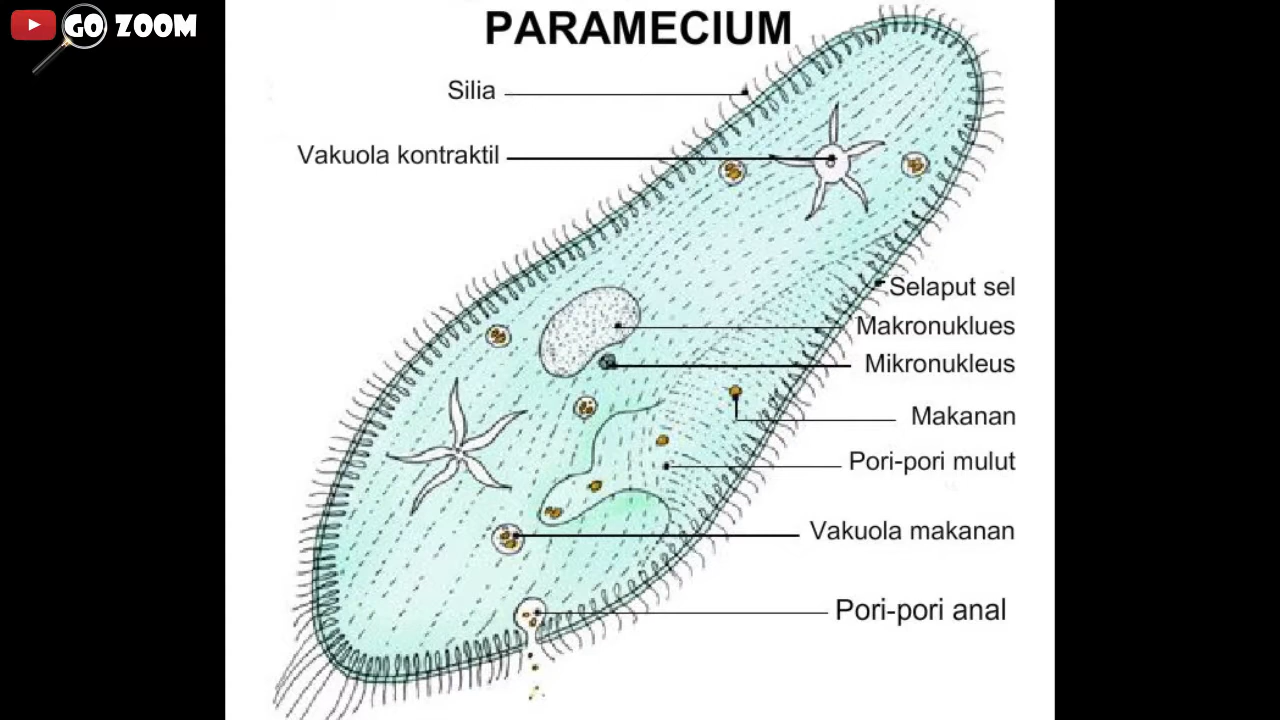 GO ZOOM
PARAMECIUM
Silia
Vakuola kontraktil
Selaput sel
Makronuklues
Mikronukleus
Makanan
Pori-pori mulut
Vakuola makanan
Pori-pori anal